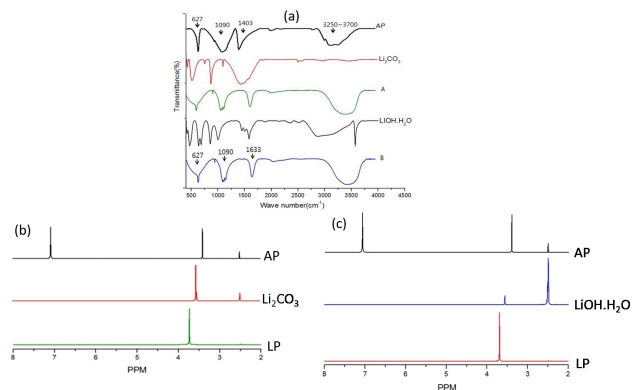 (a)
627 1090 1403 3250~3700 AP
Li₂CO₃
A
LIOH.H₂O
627 1090 1633 B
Transmittance(%)
500 1000 1500 2000 2500 3000 3500 4000 4500
Wave number(cm⁻¹)
(b)
AP
Li₂CO₃
LP
8 7 6 5 4 3 2
PPM
(c)
AP
LiOH.H₂O
LP
8 7 6 5 4 3 2
PPM